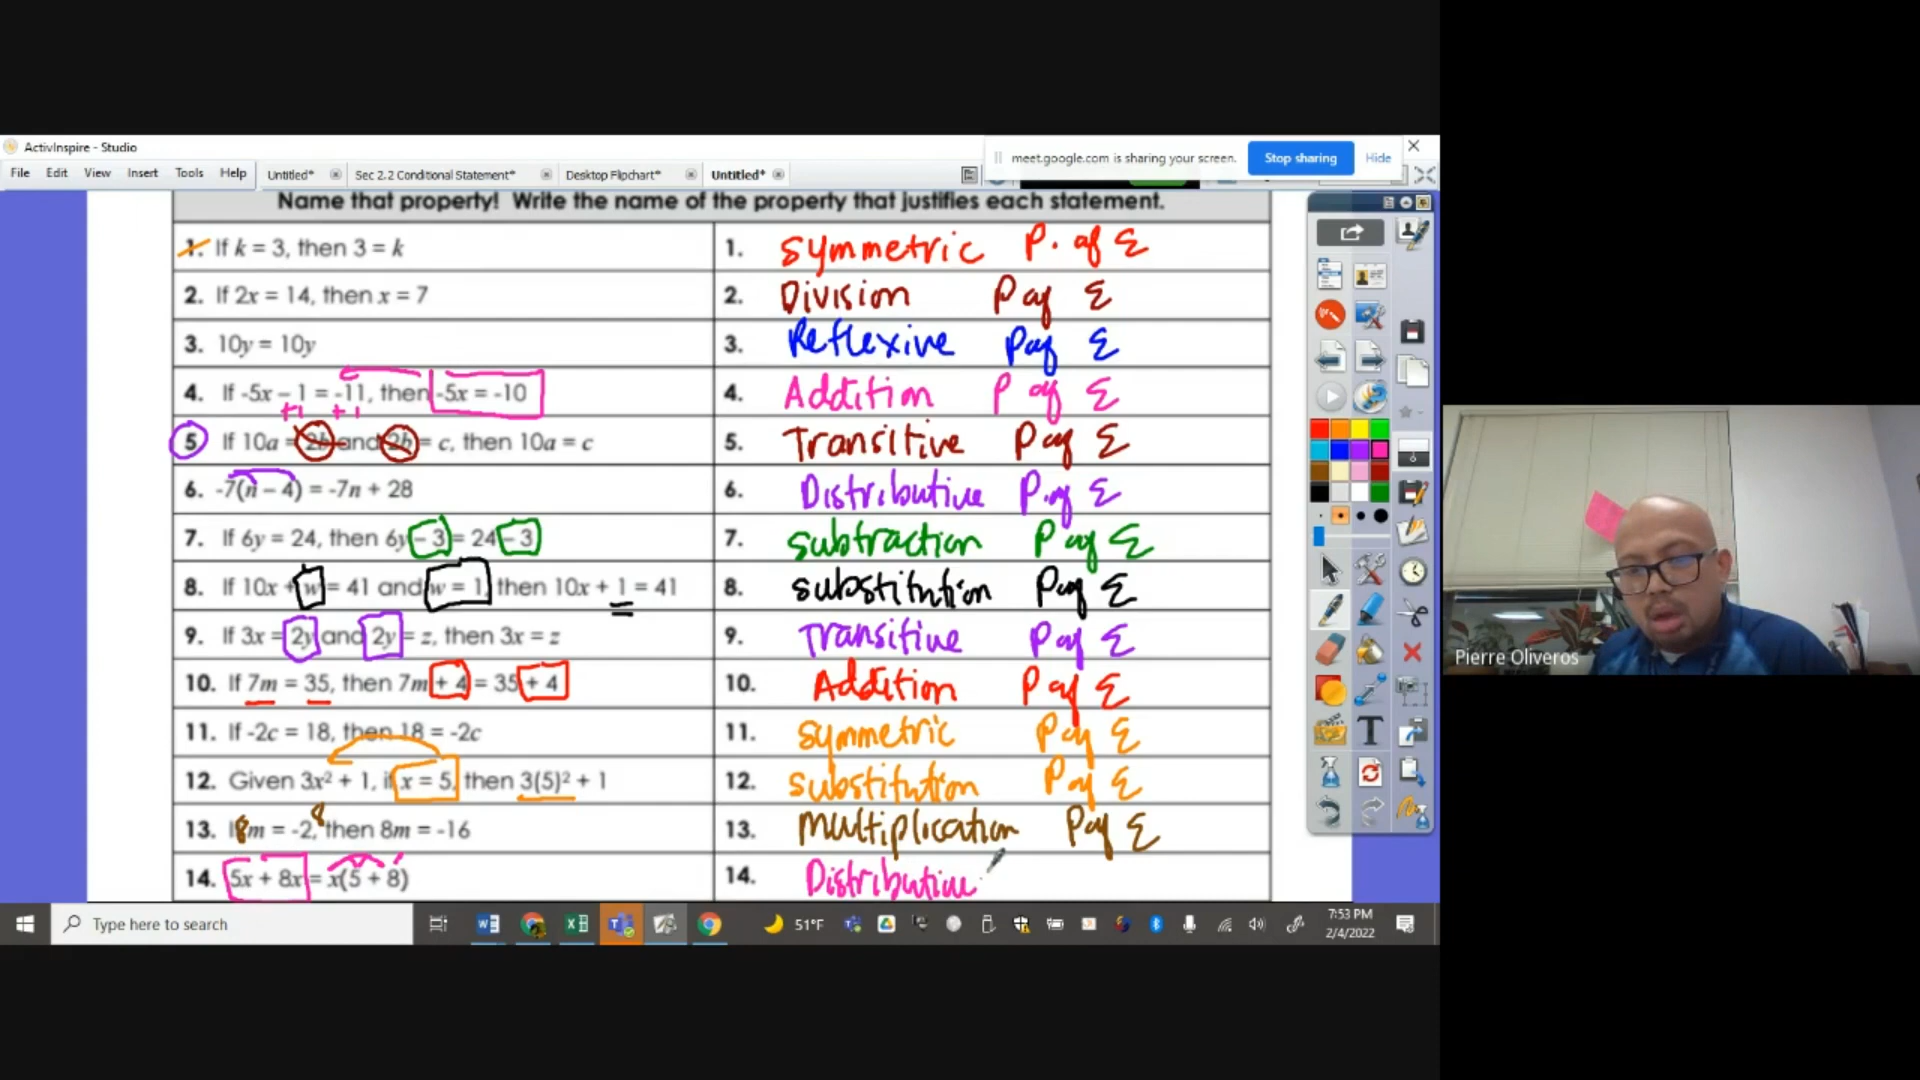 ActivInspire - Studio
meet.google.com is sharing your screen. Stop sharing Hide
File Edit View Insert Tools Help Untitled* Sec 2.2 Conditional Statement* Desktop Flipchart* Untitled*
Name that property! Write the name of the property that justifies each statement.
1. If k = 3, then 3 = k 1. Symmetric P. of Σ
2. If 2x = 14, then x = 7 2. Division P of Σ
3. 10y = 10y 3. Reflexive P of Σ
4. If -5x – 1 = -11, then -5x = -10 4. Addition P of Σ
+1 +1
5 If 10a = 2b and 2b = c, then 10a = c 5. Transitive P of Σ
6. -7(n – 4) = -7n + 28 6. Distributive P. of Σ
7. If 6y = 24, then 6y – 3 = 24 – 3 7. subtraction P of Σ
8. If 10x + w = 41 and w = 1, then 10x + 1 = 41 8. substitution P of Σ
9. If 3x = 2y and 2y = z, then 3x = z 9. Transitive P of Σ
10. If 7m = 35, then 7m + 4 = 35 + 4 10. Addition P of Σ
11. If -2c = 18, then 18 = -2c 11. symmetric P of Σ
12. Given 3x² + 1, if x = 5, then 3(5)² + 1 12. substitution P of Σ
13. If 8m = -2, 8 then 8m = -16 13. Multiplication P of Σ
14. 5x + 8x = x(5 + 8) 14. Distributive
Pierre Oliveros
Type here to search 51°F 7:53 PM
2/4/2022